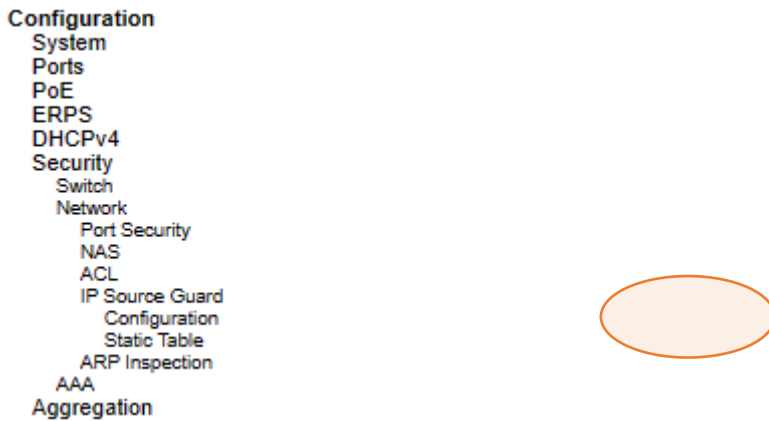 Configuration
System
Ports
PoE
ERPS
DHCPv4
Security
Switch
Network
Port Security
NAS
ACL
IP Source Guard
Configuration
Static Table
ARP Inspection
AAA
Aggregation